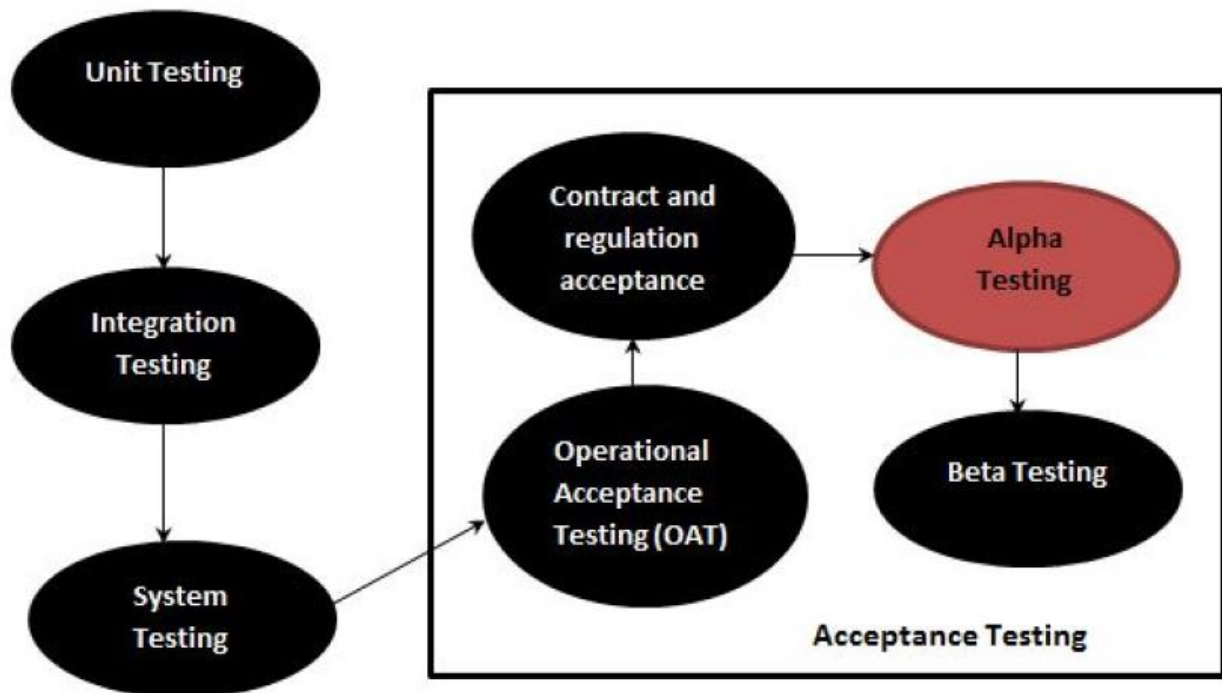 Unit Testing
Integration
Testing
System
Testing
Operational
Acceptance
Testing (OAT)
Contract and
regulation
acceptance
Alpha
Testing
Beta Testing
Acceptance Testing